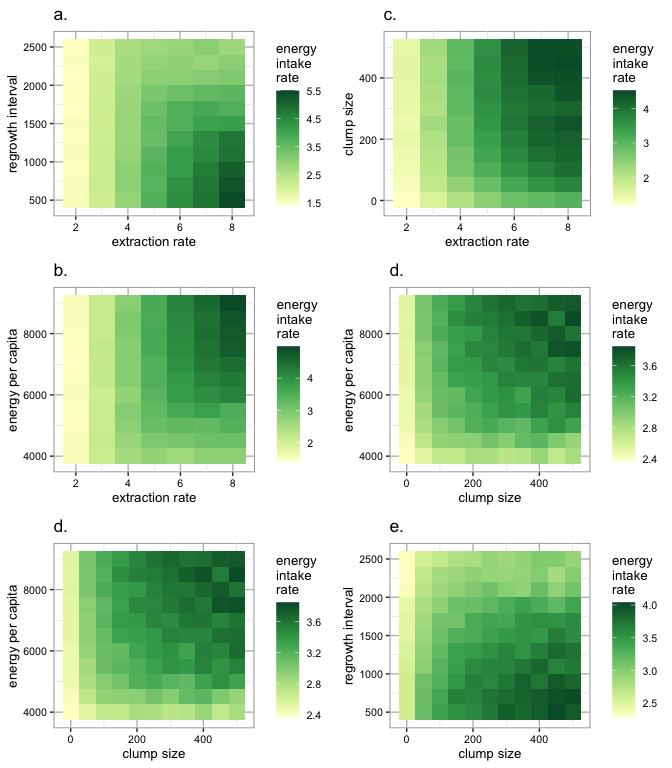 a.
regrowth interval
2500
2000
1500
1000
500
2 4 6 8
extraction rate
energy
intake
rate
5.5
4.5
3.5
2.5
1.5
c.
clump size
400
200
0
2 4 6 8
extraction rate
energy
intake
rate
4
3
2
b.
energy per capita
8000
6000
4000
2 4 6 8
extraction rate
energy
intake
rate
4
3
2
d.
energy per capita
8000
6000
4000
0 200 400
clump size
energy
intake
rate
3.6
3.2
2.8
2.4
d.
energy per capita
8000
6000
4000
0 200 400
clump size
energy
intake
rate
3.6
3.2
2.8
2.4
e.
regrowth interval
2500
2000
1500
1000
500
0 200 400
clump size
energy
intake
rate
4.0
3.5
3.0
2.5